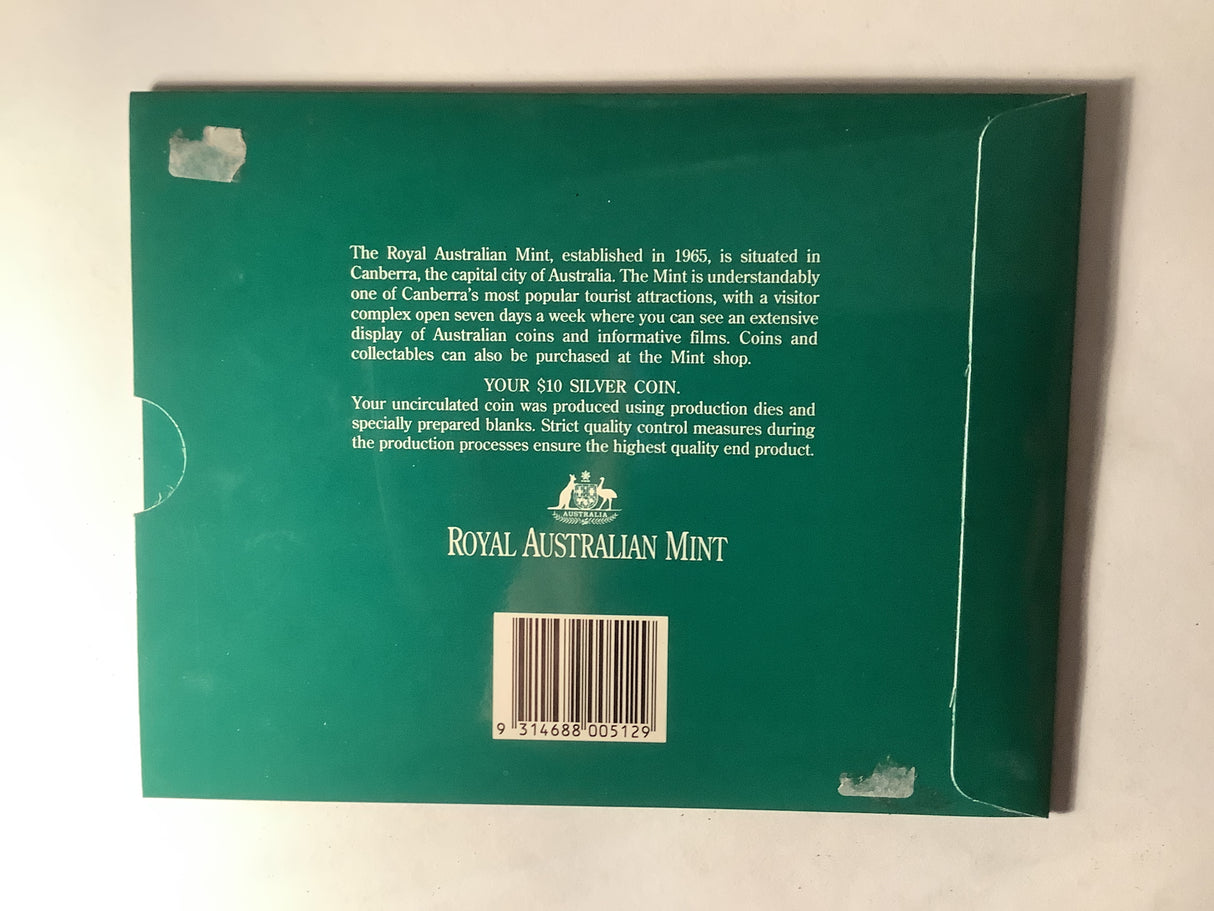 The Royal Australian Mint, established in 1965, is situated in
Canberra, the capital city of Australia. The Mint is understandably
one of Canberra's most popular tourist attractions, with a visitor
complex open seven days a week where you can see an extensive
display of Australian coins and informative films. Coins and
collectables can also be purchased at the Mint shop.
YOUR $10 SILVER COIN.
Your uncirculated coin was produced using production dies and
specially prepared blanks. Strict quality control measures during
the production processes ensure the highest quality end product.
AUSTRALIA
ROYAL AUSTRALIAN MINT
9 314688 005129